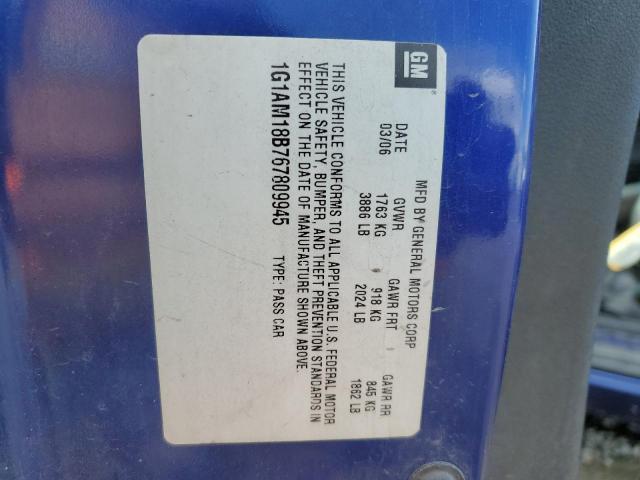 GM
MFD BY GENERAL MOTORS CORP
DATE GVWR GAWR FRT GAWR RR
03/06 1763 KG 918 KG 845 KG
3886 LB 2024 LB 1862 LB
THIS VEHICLE CONFORMS TO ALL APPLICABLE U.S. FEDERAL MOTOR
VEHICLE SAFETY, BUMPER, AND THEFT PREVENTION STANDARDS IN
EFFECT ON THE DATE OF MANUFACTURE SHOWN ABOVE.
1G1AM18B767809945 TYPE: PASS CAR